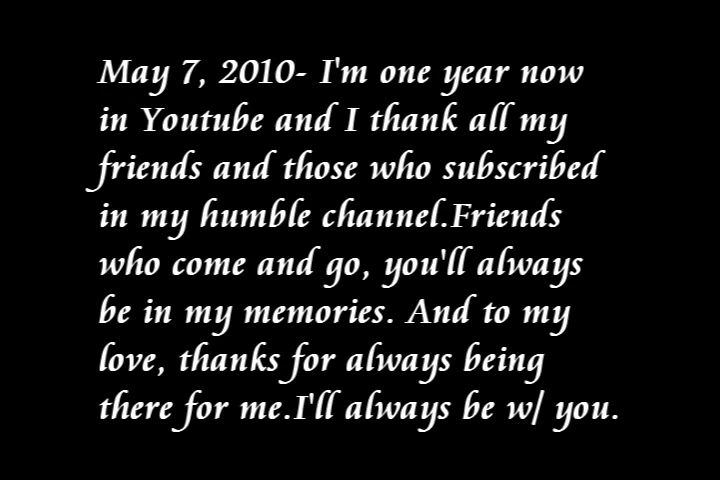 May 7, 2010- I'm one year now
in Youtube and I thank all my
friends and those who subscribed
in my humble channel.Friends
who come and go, you'll always
be in my memories. And to my
love, thanks for always being
there for me.I'll always be w/ you.